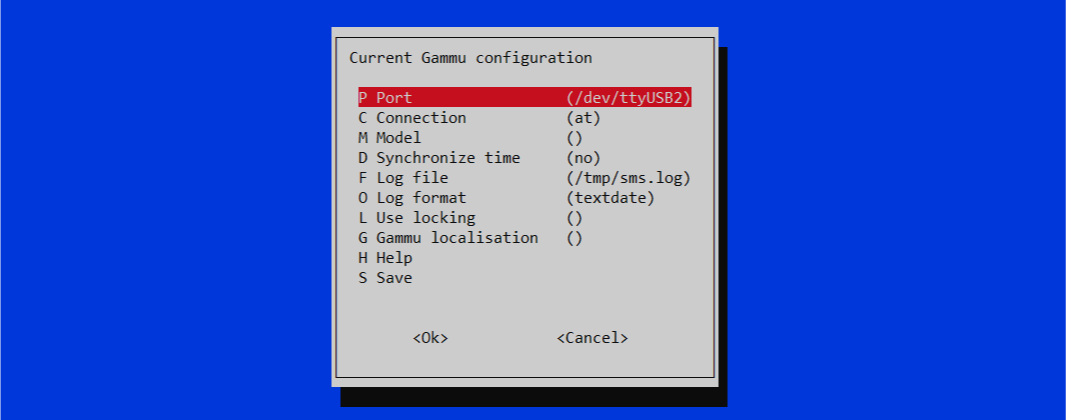 Current Gammu configuration
P Port (/dev/ttyUSB2)
C Connection (at)
M Model ()
D Synchronize time (no)
F Log file (/tmp/sms.log)
O Log format (textdate)
L Use locking ()
G Gammu localisation ()
H Help
S Save
<Ok> <Cancel>